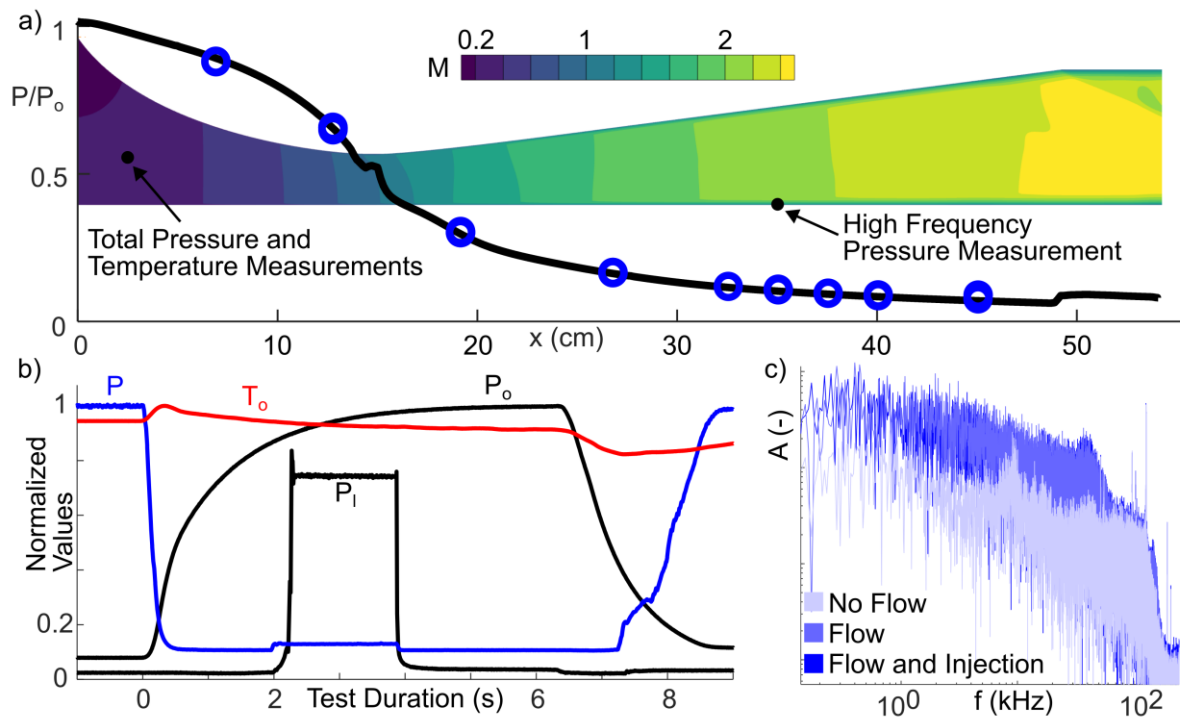 a)
1
P/Po
0.5
0
M
0.2 1 2
Total Pressure and
Temperature Measurements
High Frequency
Pressure Measurement
0 10 20 30 40 50
x (cm)
b)
P
To
Po
PI
1
Normalized
Values
0.2
0
0 2 4 6 8
Test Duration (s)
c)
A (-)
No Flow
Flow
Flow and Injection
10^0 10^2
f (kHz)